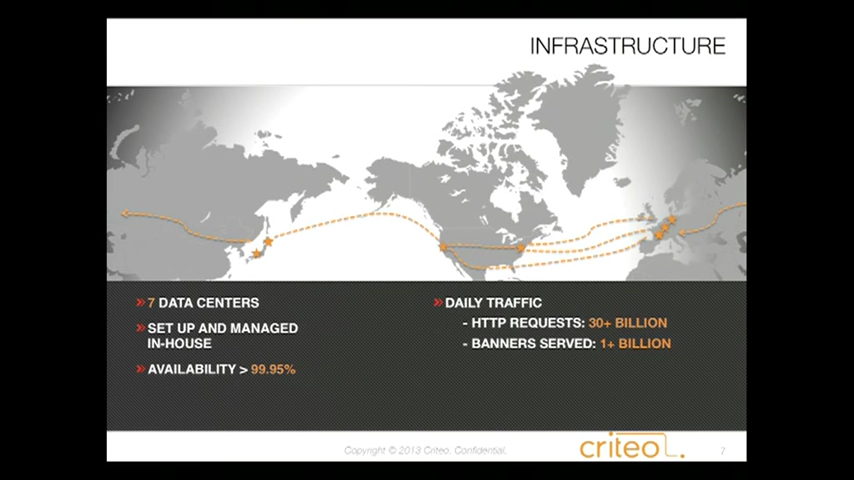 INFRASTRUCTURE
»7 DATA CENTERS
»SET UP AND MANAGED
IN-HOUSE
»AVAILABILITY > 99.95%
»DAILY TRAFFIC
- HTTP REQUESTS: 30+ BILLION
- BANNERS SERVED: 1+ BILLION
Copyright © 2013 Criteo. Confidential.
criteo.
7